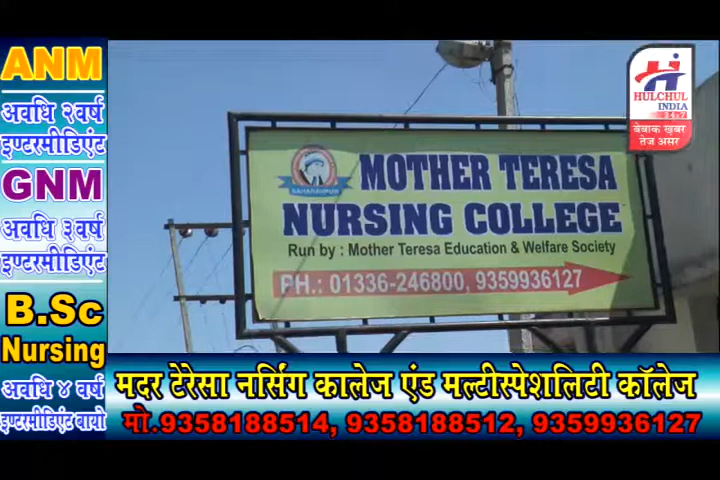 ANM
अवधि २वर्ष
इण्टरमीडिएंट
GNM
अवधि ३वर्ष
इण्टरमीडिएंट
B.Sc
Nursing
अवधि ४ वर्ष
इण्टरमीडिएंट बायो
HULCHUL
INDIA
24x7
बेबाक खबर
तेज असर
SAHARANPUR
MOTHER TERESA
NURSING COLLEGE
Run by : Mother Teresa Education & Welfare Society
PH.: 01336-246800, 9359936127
मदर टेरेसा नर्सिंग कालेज एंड मल्टीस्पेशलिटी कॉलेज
मो.9358188514, 9358188512, 9359936127